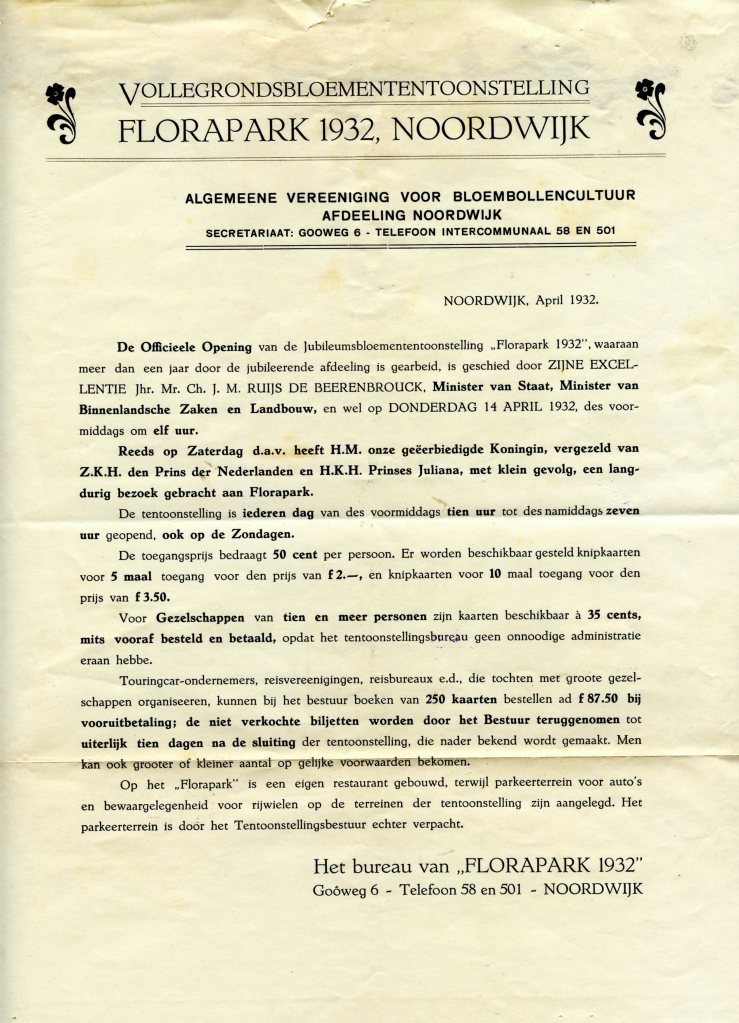 VOLLEGRONDSBLOEMENTENTOONSTELLING
FLORAPARK 1932, NOORDWIJK
ALGEMEENE VEREENIGING VOOR BLOEMBOLLENCULTUUR
AFDEELING NOORDWIJK
SECRETARIAAT: GOOWEG 6 - TELEFOON INTERCOMMUNAAL 58 EN 501
NOORDWIJK, April 1932.
De Officieele Opening van de Jubileumsbloemententoonstelling „Florapark 1932", waaraan
meer dan een jaar door de jubileerende afdeeling is gearbeid, is geschied door ZIJNE EXCEL-
LENTIE Jhr. Mr. Ch. J. M. RUIJS DE BEERENBROUCK, Minister van Staat, Minister van
Binnenlandsche Zaken en Landbouw, en wel op DONDERDAG 14 APRIL 1932, des voor-
middags om elf uur.
Reeds op Zaterdag d.a.v. heeft H.M. onze geëerbiedigde Koningin, vergezeld van
Z.K.H. den Prins der Nederlanden en H.K.H. Prinses Juliana, met klein gevolg, een lang-
durig bezoek gebracht aan Florapark.
De tentoonstelling is iederen dag van des voormiddags tien uur tot des namiddags zeven
uur geopend, ook op de Zondagen.
De toegangsprijs bedraagt 50 cent per persoon. Er worden beschikbaar gesteld knipkaarten
voor 5 maal toegang voor den prijs van f 2.—, en knipkaarten voor 10 maal toegang voor den
prijs van f 3.50.
Voor Gezelschappen van tien en meer personen zijn kaarten beschikbaar à 35 cents,
mits vooraf besteld en betaald, opdat het tentoonstellingsbureau geen onnoodige administratie
eraan hebbe.
Touringcar-ondernemers, reisvereenigingen, reisbureaux e.d., die tochten met groote gezel-
schappen organiseeren, kunnen bij het bestuur boeken van 250 kaarten bestellen ad f 87.50 bij
vooruitbetaling; de niet verkochte biljetten worden door het Bestuur teruggenomen tot
uiterlijk tien dagen na de sluiting der tentoonstelling, die nader bekend wordt gemaakt. Men
kan ook grooter of kleiner aantal op gelijke voorwaarden bekomen.
Op het „Florapark" is een eigen restaurant gebouwd, terwijl parkeerterrein voor auto's
en bewaargelegenheid voor rijwielen op de terreinen der tentoonstelling zijn aangelegd. Het
parkeerterrein is door het Tentoonstellingsbestuur echter verpacht.
Het bureau van „FLORAPARK 1932"
Goôweg 6 - Telefoon 58 en 501 - NOORDWIJK